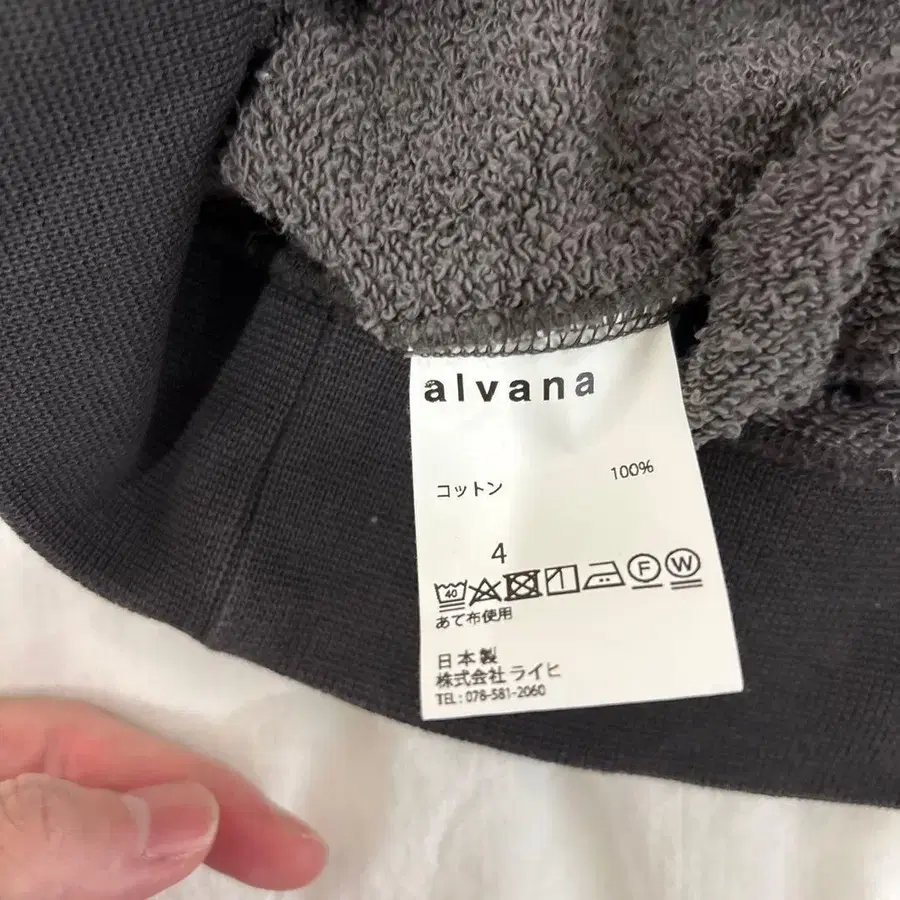 alvana
コットン 100%
4
40 F W
あて布使用
日本製
株式会社 ライヒ
TEL : 078-581-2060